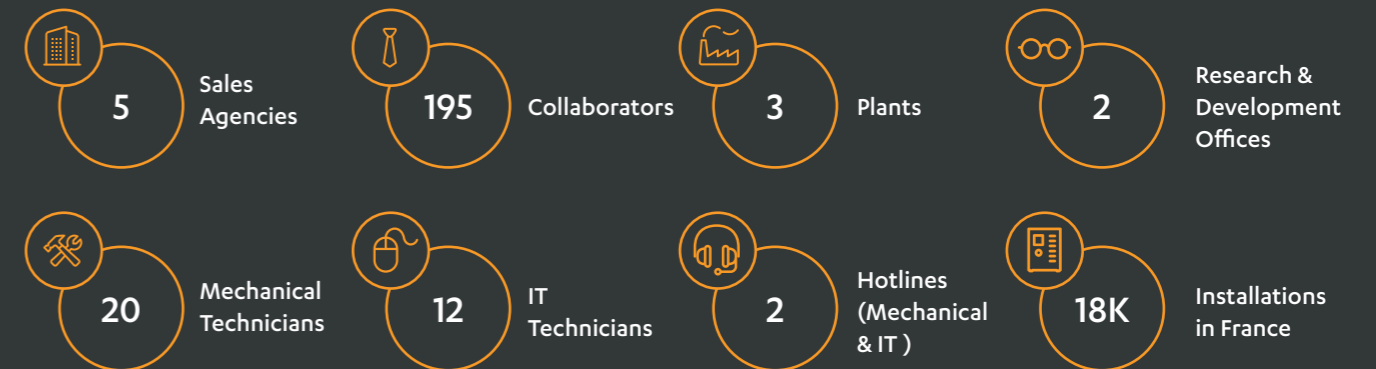 5
Sales
Agencies
195
Collaborators
3
Plants
2
Research &
Development
Offices
20
Mechanical
Technicians
12
IT
Technicians
2
Hotlines
(Mechanical
& IT )
18K
Installations
in France